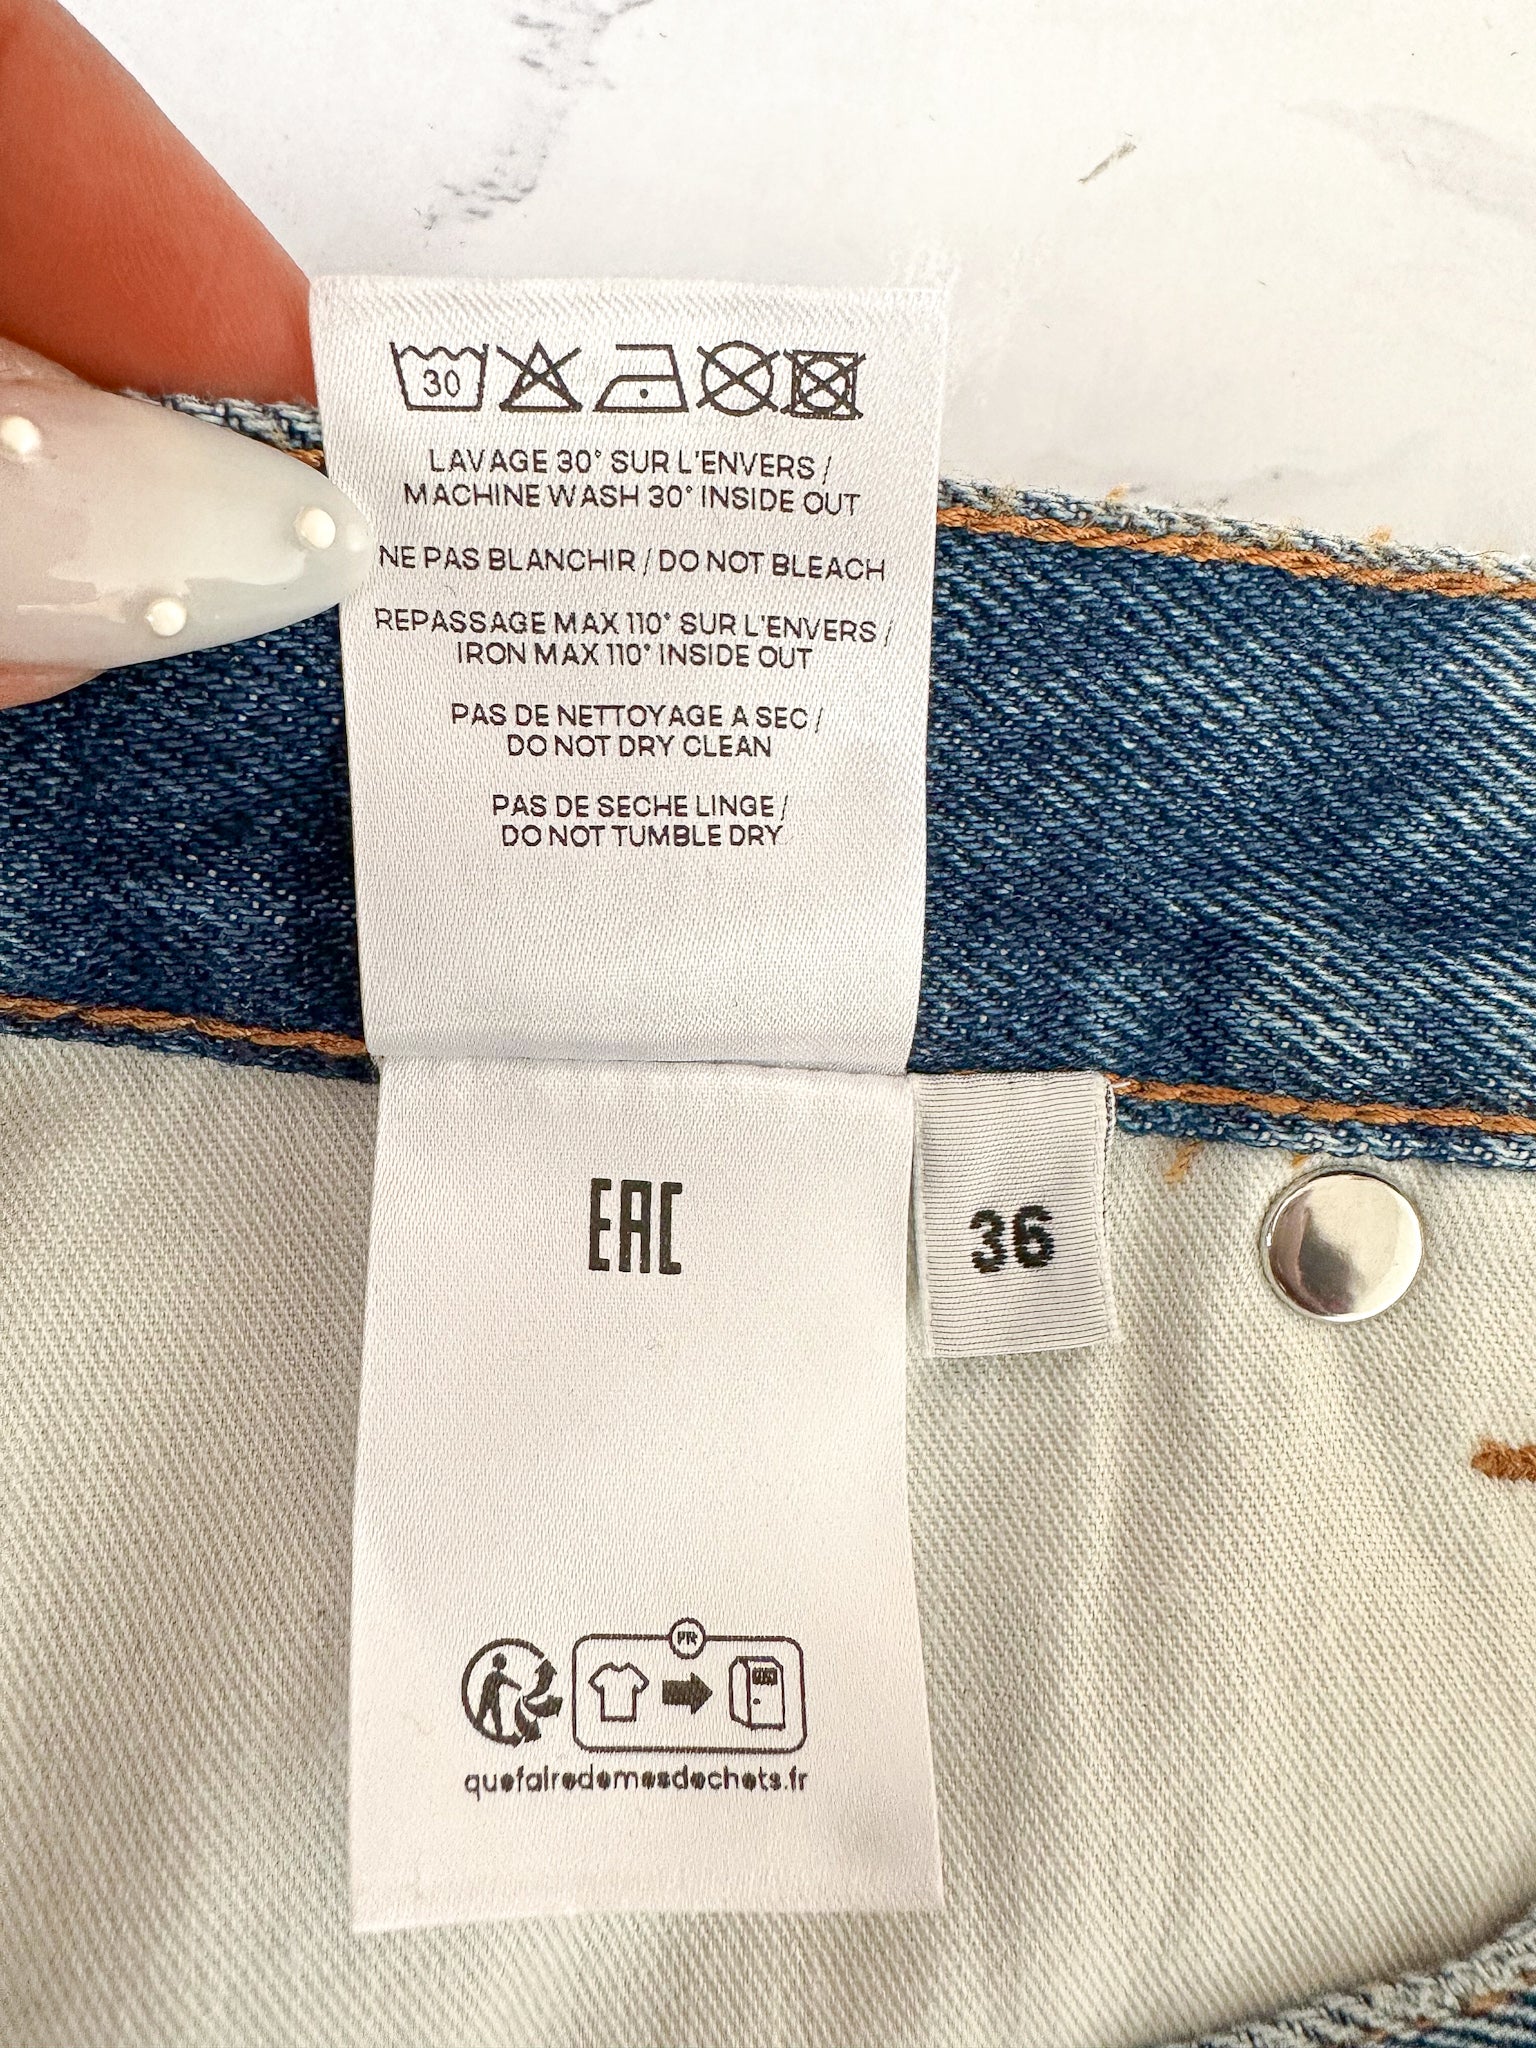 30
LAVAGE 30° SUR L'ENVERS /
MACHINE WASH 30° INSIDE OUT
NE PAS BLANCHIR / DO NOT BLEACH
REPASSAGE MAX 110° SUR L'ENVERS /
IRON MAX 110° INSIDE OUT
PAS DE NETTOYAGE A SEC /
DO NOT DRY CLEAN
PAS DE SECHE LINGE /
DO NOT TUMBLE DRY
EAC
36
FR
quefairedemesdechets.fr